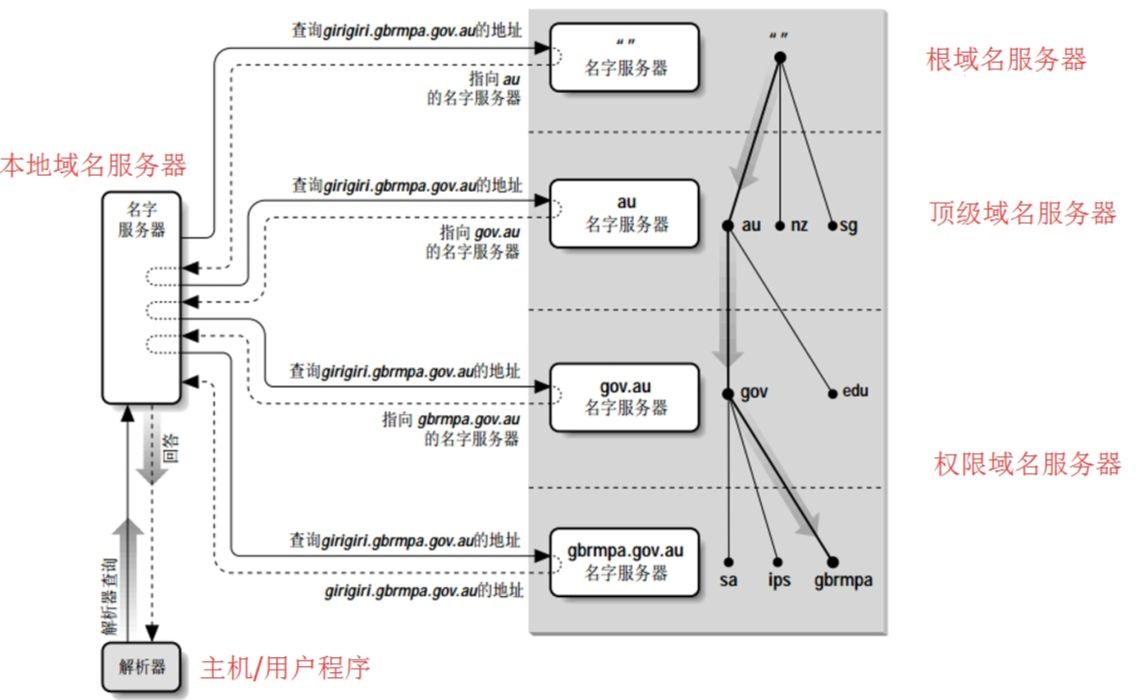 查询girigiri.gbrmpa.gov.au的地址
“ ”
名字服务器
“ ”
根域名服务器
指向 au
的名字服务器
本地域名服务器
名字
服务器
查询girigiri.gbrmpa.gov.au的地址
au
名字服务器
au
nz
sg
顶级域名服务器
指向 gov.au
的名字服务器
查询girigiri.gbrmpa.gov.au的地址
gov.au
名字服务器
gov
edu
指向 gbrmpa.gov.au
的名字服务器
权限域名服务器
回答
查询girigiri.gbrmpa.gov.au的地址
gbrmpa.gov.au
名字服务器
sa
ips
gbrmpa
girigiri.gbrmpa.gov.au的地址
解析器查询
解析器
主机/用户程序